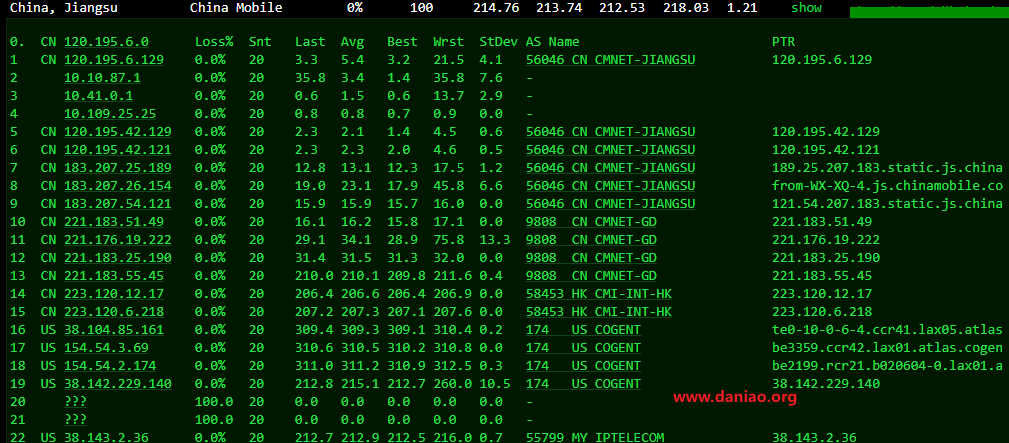 China, Jiangsu China Mobile 0% 100 214.76 213.74 212.53 218.03 1.21 show
0. CN 120.195.6.0 Loss% Snt Last Avg Best Wrst StDev AS Name PTR
1 CN 120.195.6.129 0.0% 20 3.3 5.4 3.2 21.5 4.1 56046 CN CMNET-JIANGSU 120.195.6.129
2 10.10.87.1 0.0% 20 35.8 3.4 1.4 35.8 7.6 -
3 10.41.0.1 0.0% 20 0.6 1.5 0.6 13.7 2.9 -
4 10.109.25.25 0.0% 20 0.8 0.8 0.7 0.9 0.0 -
5 CN 120.195.42.129 0.0% 20 2.3 2.1 1.4 4.5 0.6 56046 CN CMNET-JIANGSU 120.195.42.129
6 CN 120.195.42.121 0.0% 20 2.3 2.3 2.0 4.6 0.5 56046 CN CMNET-JIANGSU 120.195.42.121
7 CN 183.207.25.189 0.0% 20 12.8 13.1 12.3 17.5 1.2 56046 CN CMNET-JIANGSU 189.25.207.183.static.js.china
8 CN 183.207.26.154 0.0% 20 19.0 23.1 17.9 45.8 6.6 56046 CN CMNET-JIANGSU from-WX-XQ-4.js.chinamobile.co
9 CN 183.207.54.121 0.0% 20 15.9 15.9 15.7 16.0 0.0 56046 CN CMNET-JIANGSU 121.54.207.183.static.js.china
10 CN 221.183.51.49 0.0% 20 16.1 16.2 15.8 17.1 0.0 9808 CN CMNET-GD 221.183.51.49
11 CN 221.176.19.222 0.0% 20 29.1 34.1 28.9 75.8 13.3 9808 CN CMNET-GD 221.176.19.222
12 CN 221.183.25.190 0.0% 20 31.4 31.5 31.3 32.0 0.0 9808 CN CMNET-GD 221.183.25.190
13 CN 221.183.55.45 0.0% 20 210.0 210.1 209.8 211.6 0.4 9808 CN CMNET-GD 221.183.55.45
14 CN 223.120.12.17 0.0% 20 206.4 206.6 206.4 206.9 0.0 58453 HK CMI-INT-HK 223.120.12.17
15 CN 223.120.6.218 0.0% 20 207.2 207.3 207.1 207.6 0.0 58453 HK CMI-INT-HK 223.120.6.218
16 US 38.104.85.161 0.0% 20 309.4 309.3 309.1 310.4 0.2 174 US COGENT te0-10-0-6-4.ccr41.lax05.atlas
17 US 154.54.3.69 0.0% 20 310.6 310.5 310.2 310.8 0.0 174 US COGENT be3359.ccr42.lax01.atlas.cogen
18 US 154.54.2.174 0.0% 20 311.0 311.2 310.9 312.5 0.3 174 US COGENT be2199.rcr21.b020604-0.lax01.a
19 US 38.142.229.140 0.0% 20 212.8 215.1 212.7 260.0 10.5 174 US COGENT 38.142.229.140
20 ??? 100.0 20 0.0 0.0 0.0 0.0 0.0 -
www.daniao.org
21 ??? 100.0 20 0.0 0.0 0.0 0.0 0.0 -
22 US 38.143.2.36 0.0% 20 212.7 212.9 212.5 216.0 0.7 55799 MY IPTELECOM 38.143.2.36